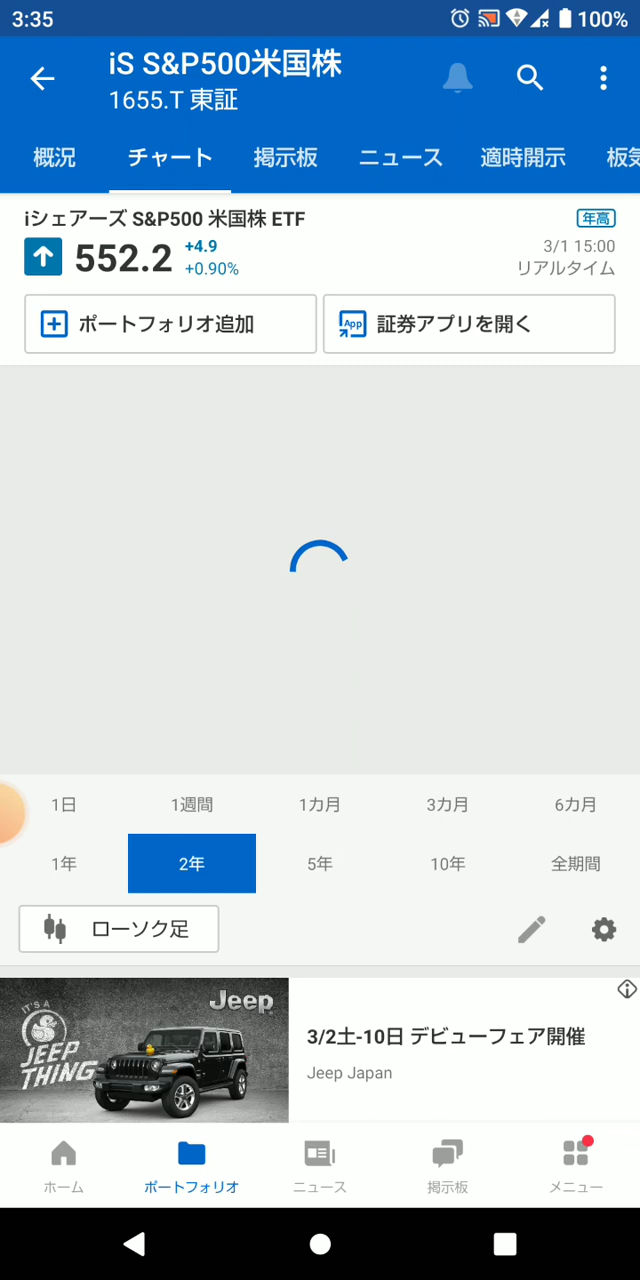 3:35
100%
iS S&P500米国株
1655.T 東証
概況 チャート 掲示板 ニュース 適時開示 板気
iシェアーズ S&P500 米国株 ETF
年高
552.2
+4.9
+0.90%
3/1 15:00
リアルタイム
ポートフォリオ追加
App 証券アプリを開く
1日 1週間 1カ月 3カ月 6カ月
1年 2年 5年 10年 全期間
ローソク足
IT'S A
JEEP
THING
Jeep
3/2土-10日 デビューフェア開催
Jeep Japan
ホーム ポートフォリオ ニュース 掲示板 メニュー